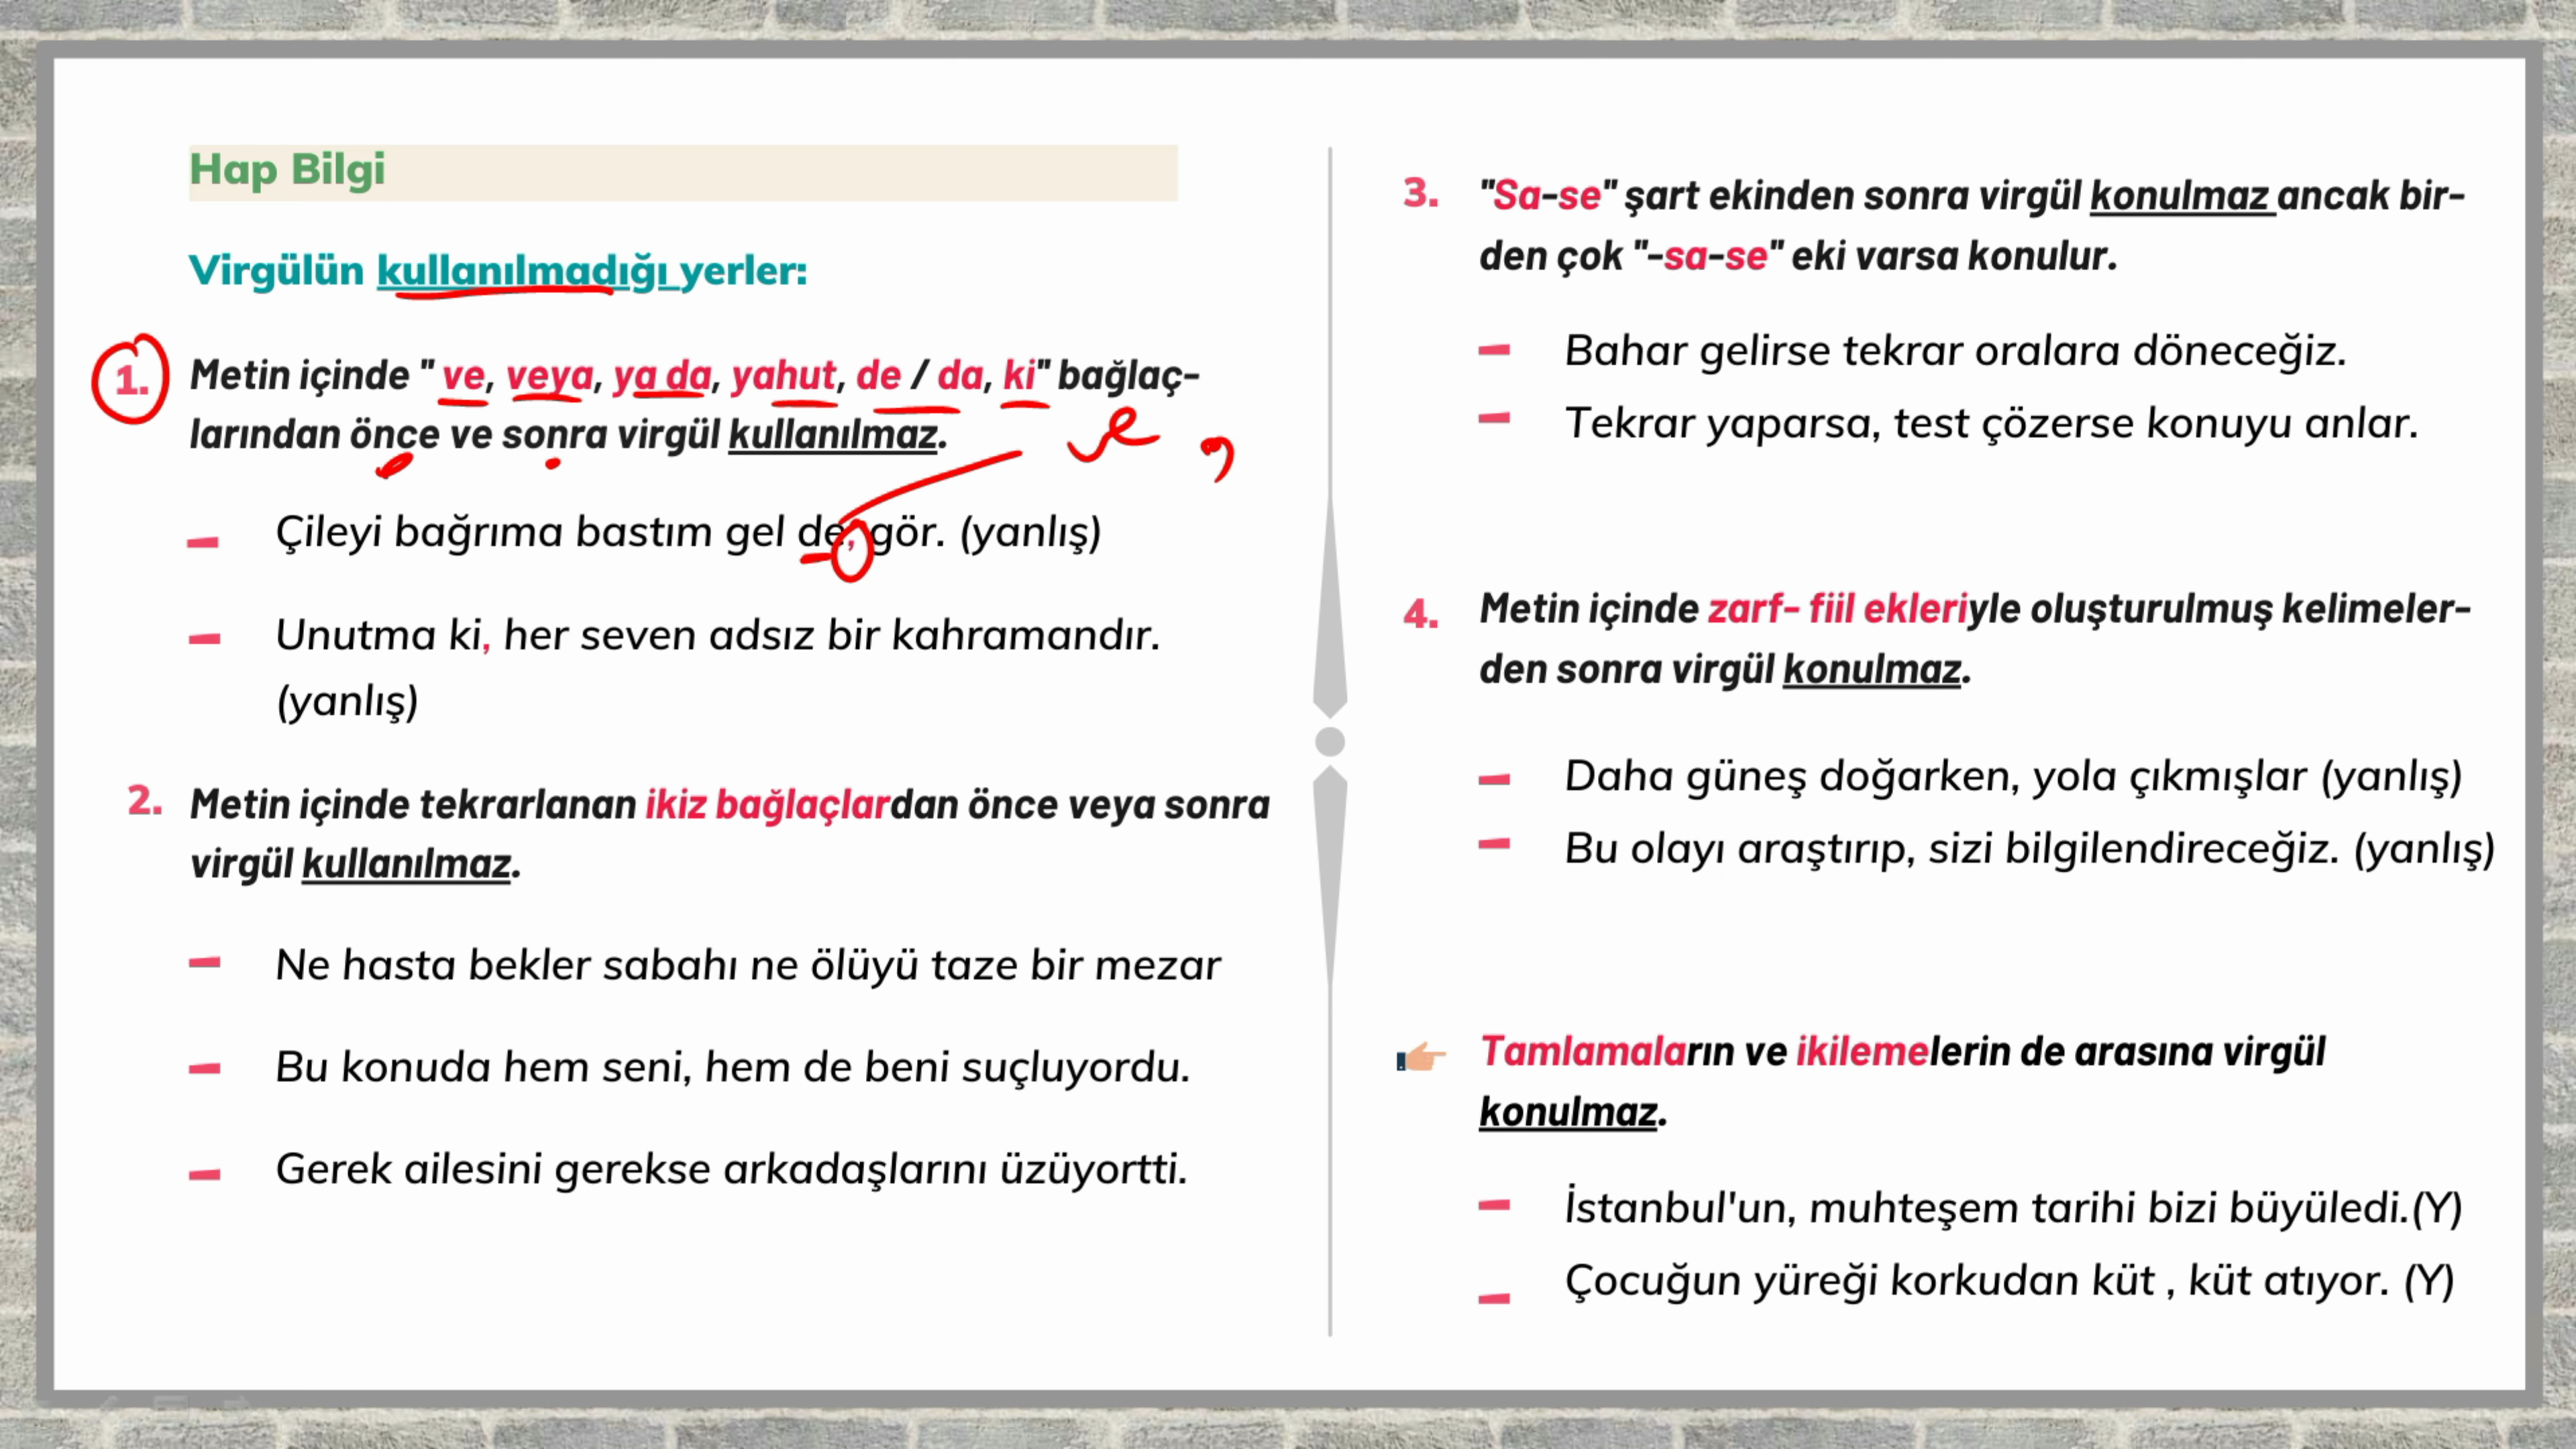 Hap Bilgi
Virgülün kullanılmadığı yerler:
1. Metin içinde " ve, veya, ya da, yahut, de / da, ki" bağlaç-
larından önce ve sonra virgül kullanılmaz.
ve ,
- Çileyi bağrıma bastım gel de, gör. (yanlış)
- Unutma ki, her seven adsız bir kahramandır.
(yanlış)
2. Metin içinde tekrarlanan ikiz bağlaçlardan önce veya sonra
virgül kullanılmaz.
- Ne hasta bekler sabahı ne ölüyü taze bir mezar
- Bu konuda hem seni, hem de beni suçluyordu.
- Gerek ailesini gerekse arkadaşlarını üzüyortti.
3. "Sa-se" şart ekinden sonra virgül konulmaz ancak bir-
den çok "-sa-se" eki varsa konulur.
- Bahar gelirse tekrar oralara döneceğiz.
- Tekrar yaparsa, test çözerse konuyu anlar.
4. Metin içinde zarf- fiil ekleriyle oluşturulmuş kelimeler-
den sonra virgül konulmaz.
- Daha güneş doğarken, yola çıkmışlar (yanlış)
- Bu olayı araştırıp, sizi bilgilendireceğiz. (yanlış)
Tamlamaların ve ikilemelerin de arasına virgül
konulmaz.
- İstanbul'un, muhteşem tarihi bizi büyüledi.(Y)
- Çocuğun yüreği korkudan küt , küt atıyor. (Y)